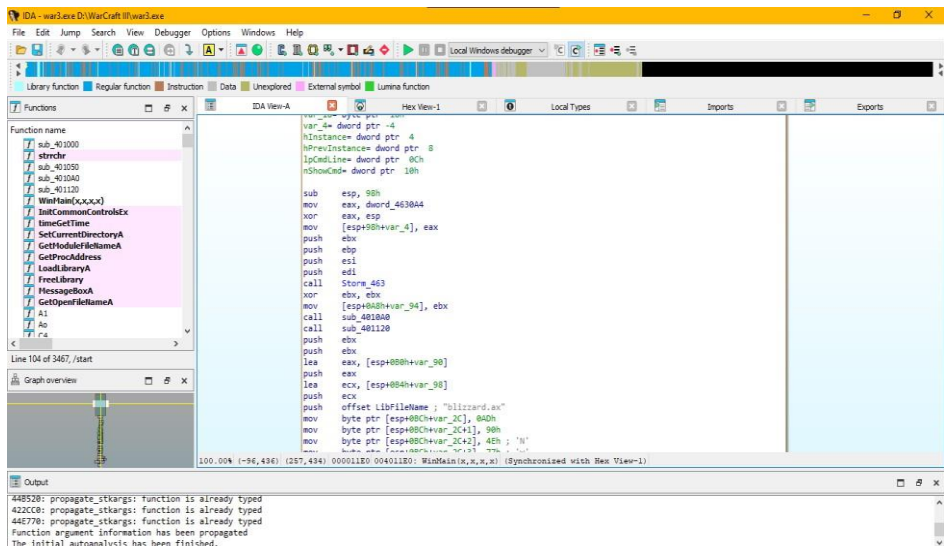 IDA - war3.exe D:\WarCraft III\war3.exe
File Edit Jump Search View Debugger Options Windows Help
Local Windows debugger
Library function Regular function Instruction Data Unexplored External symbol Lumina function
Functions
IDA View-A Hex View-1 Local Types Imports Exports
Function name
sub_401000
strrchr
sub_401050
sub_4010A0
sub_401120
WinMain(x,x,x,x)
InitCommonControlsEx
timeGetTime
SetCurrentDirectoryA
GetModuleFileNameA
GetProcAddress
LoadLibraryA
FreeLibrary
MessageBoxA
GetOpenFileNameA
A1
Ao
C4
Line 104 of 3467, /start
Graph overview
var_4= dword ptr -4
hInstance= dword ptr 4
hPrevInstance= dword ptr 8
lpCmdLine= dword ptr 0Ch
nShowCmd= dword ptr 10h
sub esp, 98h
mov eax, dword_4630A4
xor eax, esp
mov [esp+98h+var_4], eax
push ebx
push ebp
push esi
push edi
call Storm_463
xor ebx, ebx
mov [esp+0A8h+var_94], ebx
call sub_4010A0
call sub_401120
push ebx
push ebx
lea eax, [esp+0B0h+var_90]
push eax
lea ecx, [esp+0B4h+var_98]
push ecx
push offset LibFileName ; "blizzard.ax"
mov byte ptr [esp+0BCh+var_2C], 0ADh
mov byte ptr [esp+0BCh+var_2C+1], 90h
mov byte ptr [esp+0BCh+var_2C+2], 4Eh ; 'N'
100.00% (-96,436) (257,434) 000011E0 004011E0: WinMain(x,x,x,x) (Synchronized with Hex View-1)
Output
44B520: propagate_stkargs: function is already typed
422CC0: propagate_stkargs: function is already typed
44E770: propagate_stkargs: function is already typed
Function argument information has been propagated
The initial autoanalysis has been finished.